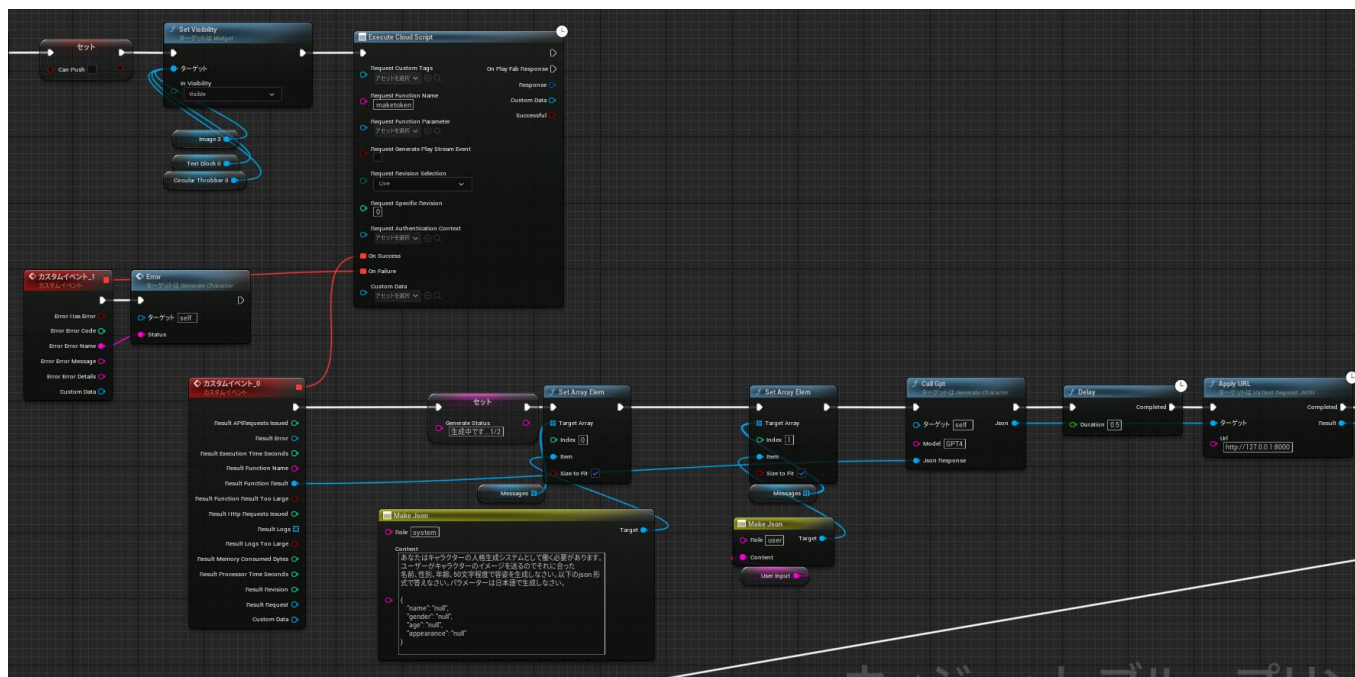 セット
Can Push
Set Visibility
ターゲットは Widget
ターゲット
In Visibility
Visible
Image 3
Text Block 0
Circular Throbber 0
Execute Cloud Script
Request Custom Tags
アセットを選択
Request Function Name
maketoken
Request Function Parameter
アセットを選択
Request Generate Play Stream Event
Request Revision Selection
Live
Request Specific Revision
0
Request Authentication Context
アセットを選択
On Success
On Failure
Custom Data
アセットを選択
On Play Fab Response
Response
Custom Data
Successful
カスタムイベント_1
カスタムイベント
Error Has Error
Error Error Code
Error Error Name
Error Error Message
Error Error Details
Custom Data
Error
ターゲットは Generate Character
ターゲット self
Status
カスタムイベント_0
カスタムイベント
Result APIRequests Issued
Result Error
Result Execution Time Seconds
Result Function Name
Result Function Result
Result Function Result Too Large
Result Http Requests Issued
Result Logs
Result Logs Too Large
Result Memory Consumed Bytes
Result Processor Time Seconds
Result Revision
Result Request
Custom Data
セット
Generate Status
生成中です...1/2
Set Array Elem
Target Array
Index 0
Item
Size to Fit
Messages
Make Json
Role system
Target
Content
あなたはキャラクターの人格生成システムとして働く必要があります。
ユーザーがキャラクターのイメージを送るのでそれに合った
名前、性別、年齢、50文字程度で容姿を生成しなさい。以下のjson 形
式で答えなさい。パラメーターは日本語で生成しなさい。
{
"name":"null",
"gender":"null",
"age":"null",
"appearance":"null"
}
Set Array Elem
Target Array
Index 1
Item
Size to Fit
Messages
Make Json
Role user
Target
Content
User Input
Call Gpt
ターゲットは Generate Character
ターゲット self
Json
Model GPT4
Json Response
Delay
Completed
Duration 0.5
Apply URL
ターゲットは Va Rest Request JSON
Completed
ターゲット
Result
Url
http://127.0.0.1:8000